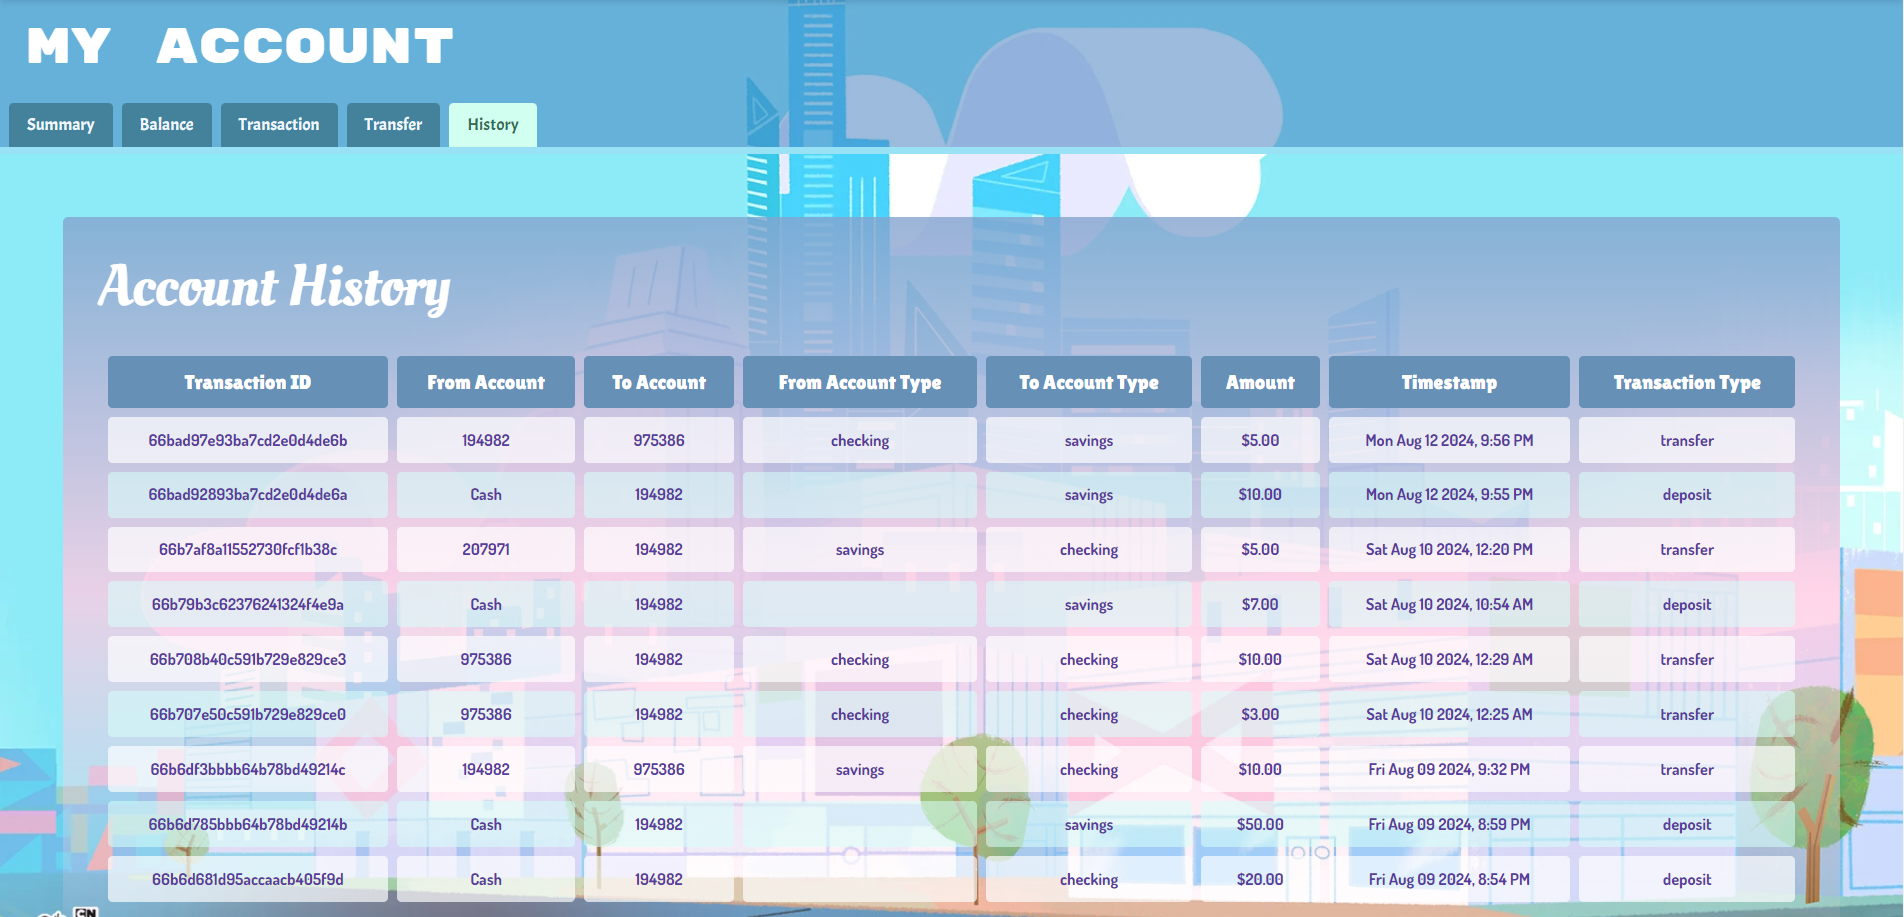 MY ACCOUNT
Summary Balance Transaction Transfer History
Account History
Transaction ID From Account To Account From Account Type To Account Type Amount Timestamp Transaction Type
66bad97e93ba7cd2e0d4de6b 194982 975386 checking savings $5.00 Mon Aug 12 2024, 9:56 PM transfer
66bad92893ba7cd2e0d4de6a Cash 194982 savings $10.00 Mon Aug 12 2024, 9:55 PM deposit
66b7af8a11552730fcf1b38c 207971 194982 savings checking $5.00 Sat Aug 10 2024, 12:20 PM transfer
66b79b3c62376241324f4e9a Cash 194982 savings $7.00 Sat Aug 10 2024, 10:54 AM deposit
66b708b40c591b729e829ce3 975386 194982 checking checking $10.00 Sat Aug 10 2024, 12:29 AM transfer
66b707e50c591b729e829ce0 975386 194982 checking checking $3.00 Sat Aug 10 2024, 12:25 AM transfer
66b6df3bbbb64b78bd49214c 194982 975386 savings checking $10.00 Fri Aug 09 2024, 9:32 PM transfer
66b6d785bbb64b78bd49214b Cash 194982 savings $50.00 Fri Aug 09 2024, 8:59 PM deposit
66b6d681d95accaacb405f9d Cash 194982 checking $20.00 Fri Aug 09 2024, 8:54 PM deposit
CN